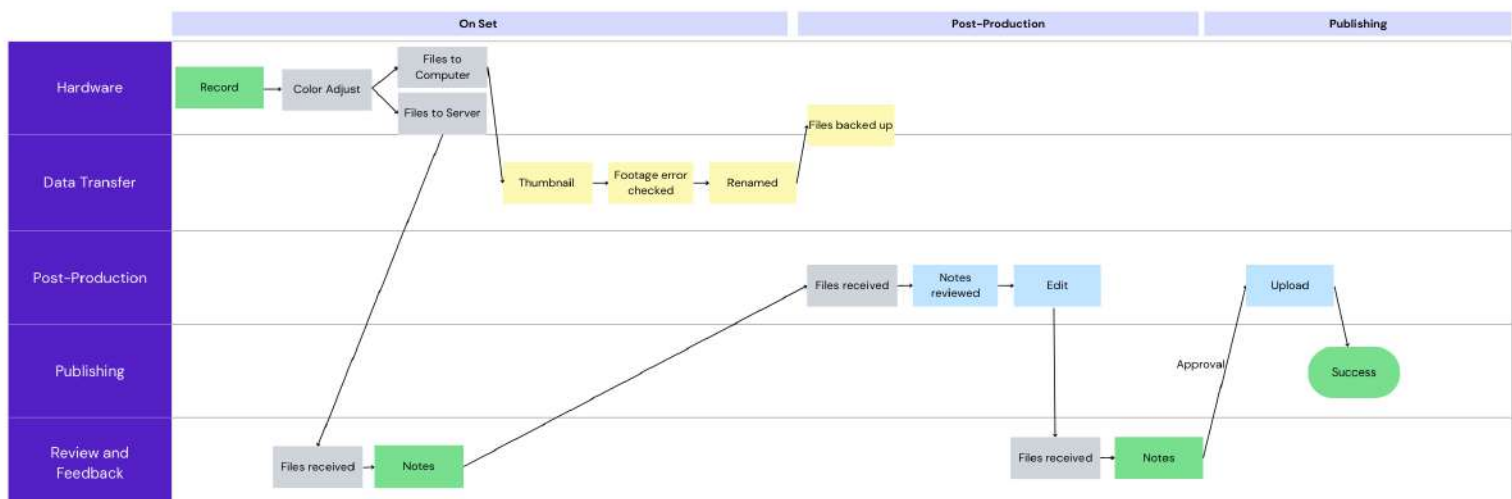 On Set
Post-Production
Publishing
Hardware
Record
Color Adjust
Files to
Computer
Files to Server
Files backed up
Data Transfer
Thumbnail
Footage error
checked
Renamed
Post-Production
Files received
Notes
reviewed
Edit
Upload
Publishing
Approval
Success
Review and
Feedback
Files received
Notes
Files received
Notes